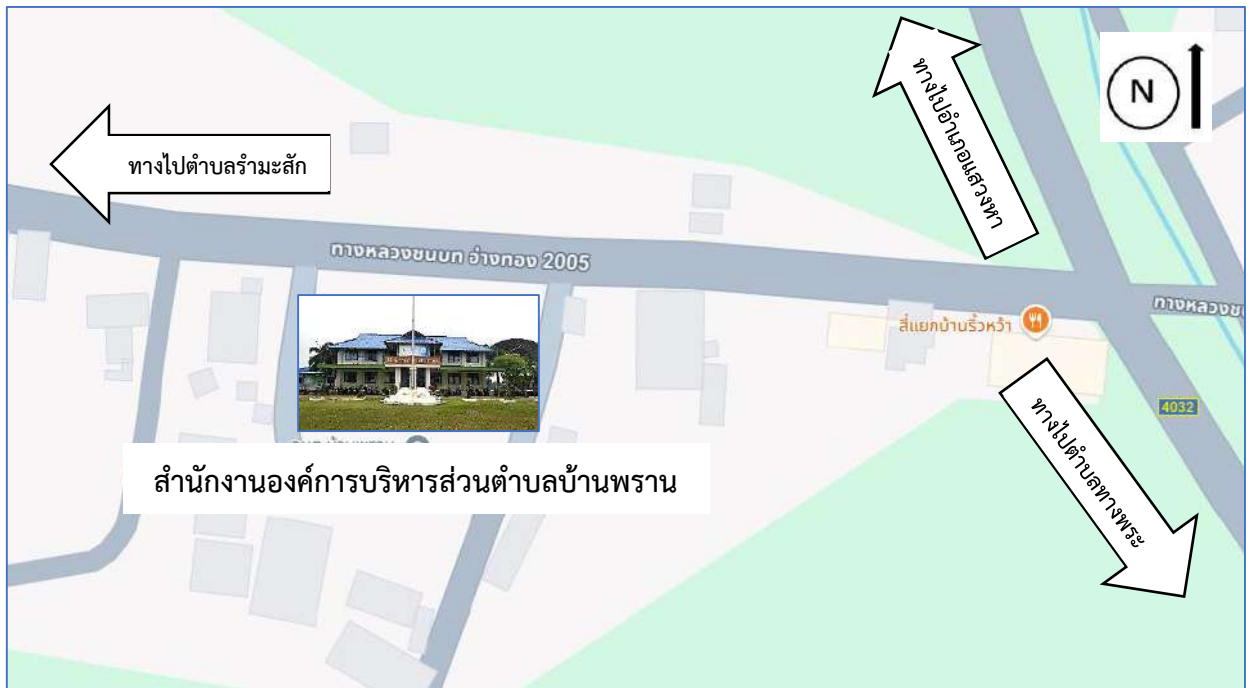 ทางไปอำเภอแสวงหา
N
ทางไปตำบลรำมะสัก
ทางหลวงชนบท อ่างทอง 2005
ทางหลวงช
สี่แยกบ้านริ้วหว้า
4032
ทางไปตำบลทางพระ
สำนักงานองค์การบริหารส่วนตำบลบ้านพราน